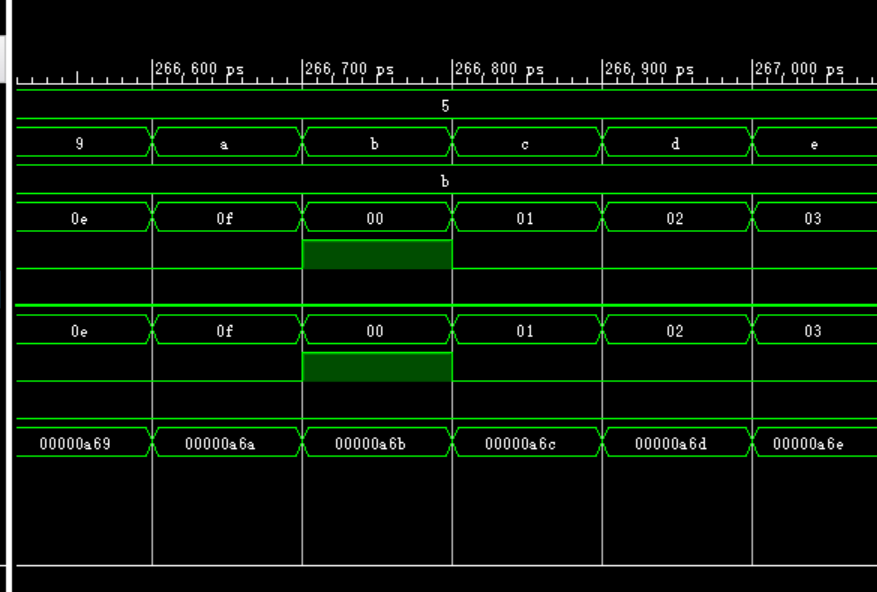 266,600 ps 266,700 ps 266,800 ps 266,900 ps 267,000 ps
5
9 a b c d e
b
0e 0f 00 01 02 03
0e 0f 00 01 02 03
00000a69 00000a6a 00000a6b 00000a6c 00000a6d 00000a6e